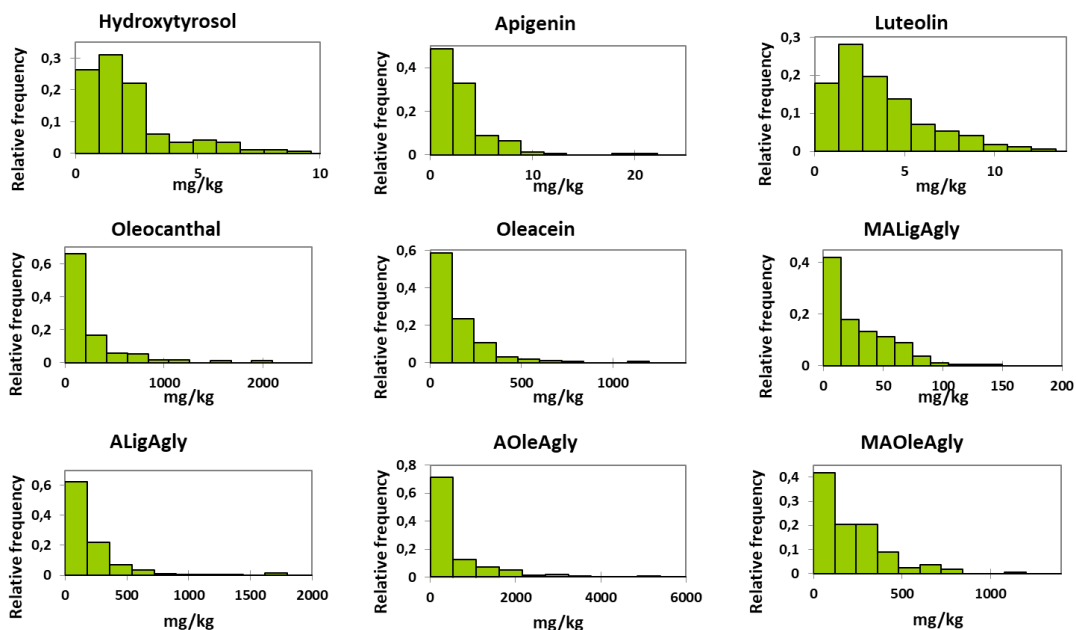 Hydroxytyrosol
Relative frequency
0,3
0,2
0,1
0
0 5 10
mg/kg
Apigenin
Relative frequency
0,4
0,2
0
0 10 20
mg/kg
Luteolin
Relative frequency
0,3
0,2
0,1
0
0 5 10
mg/kg
Oleocanthal
Relative frequency
0,6
0,4
0,2
0
0 1000 2000
mg/kg
Oleacein
Relative frequency
0,6
0,4
0,2
0
0 500 1000
mg/kg
MALigAgly
Relative frequency
0,4
0,2
0
0 50 100 150 200
mg/kg
ALigAgly
Relative frequency
0,6
0,4
0,2
0
0 500 1000 1500 2000
mg/kg
AOleAgly
Relative frequency
0,8
0,6
0,4
0,2
0
0 2000 4000 6000
mg/kg
MAOleAgly
Relative frequency
0,4
0,3
0,2
0,1
0
0 500 1000
mg/kg